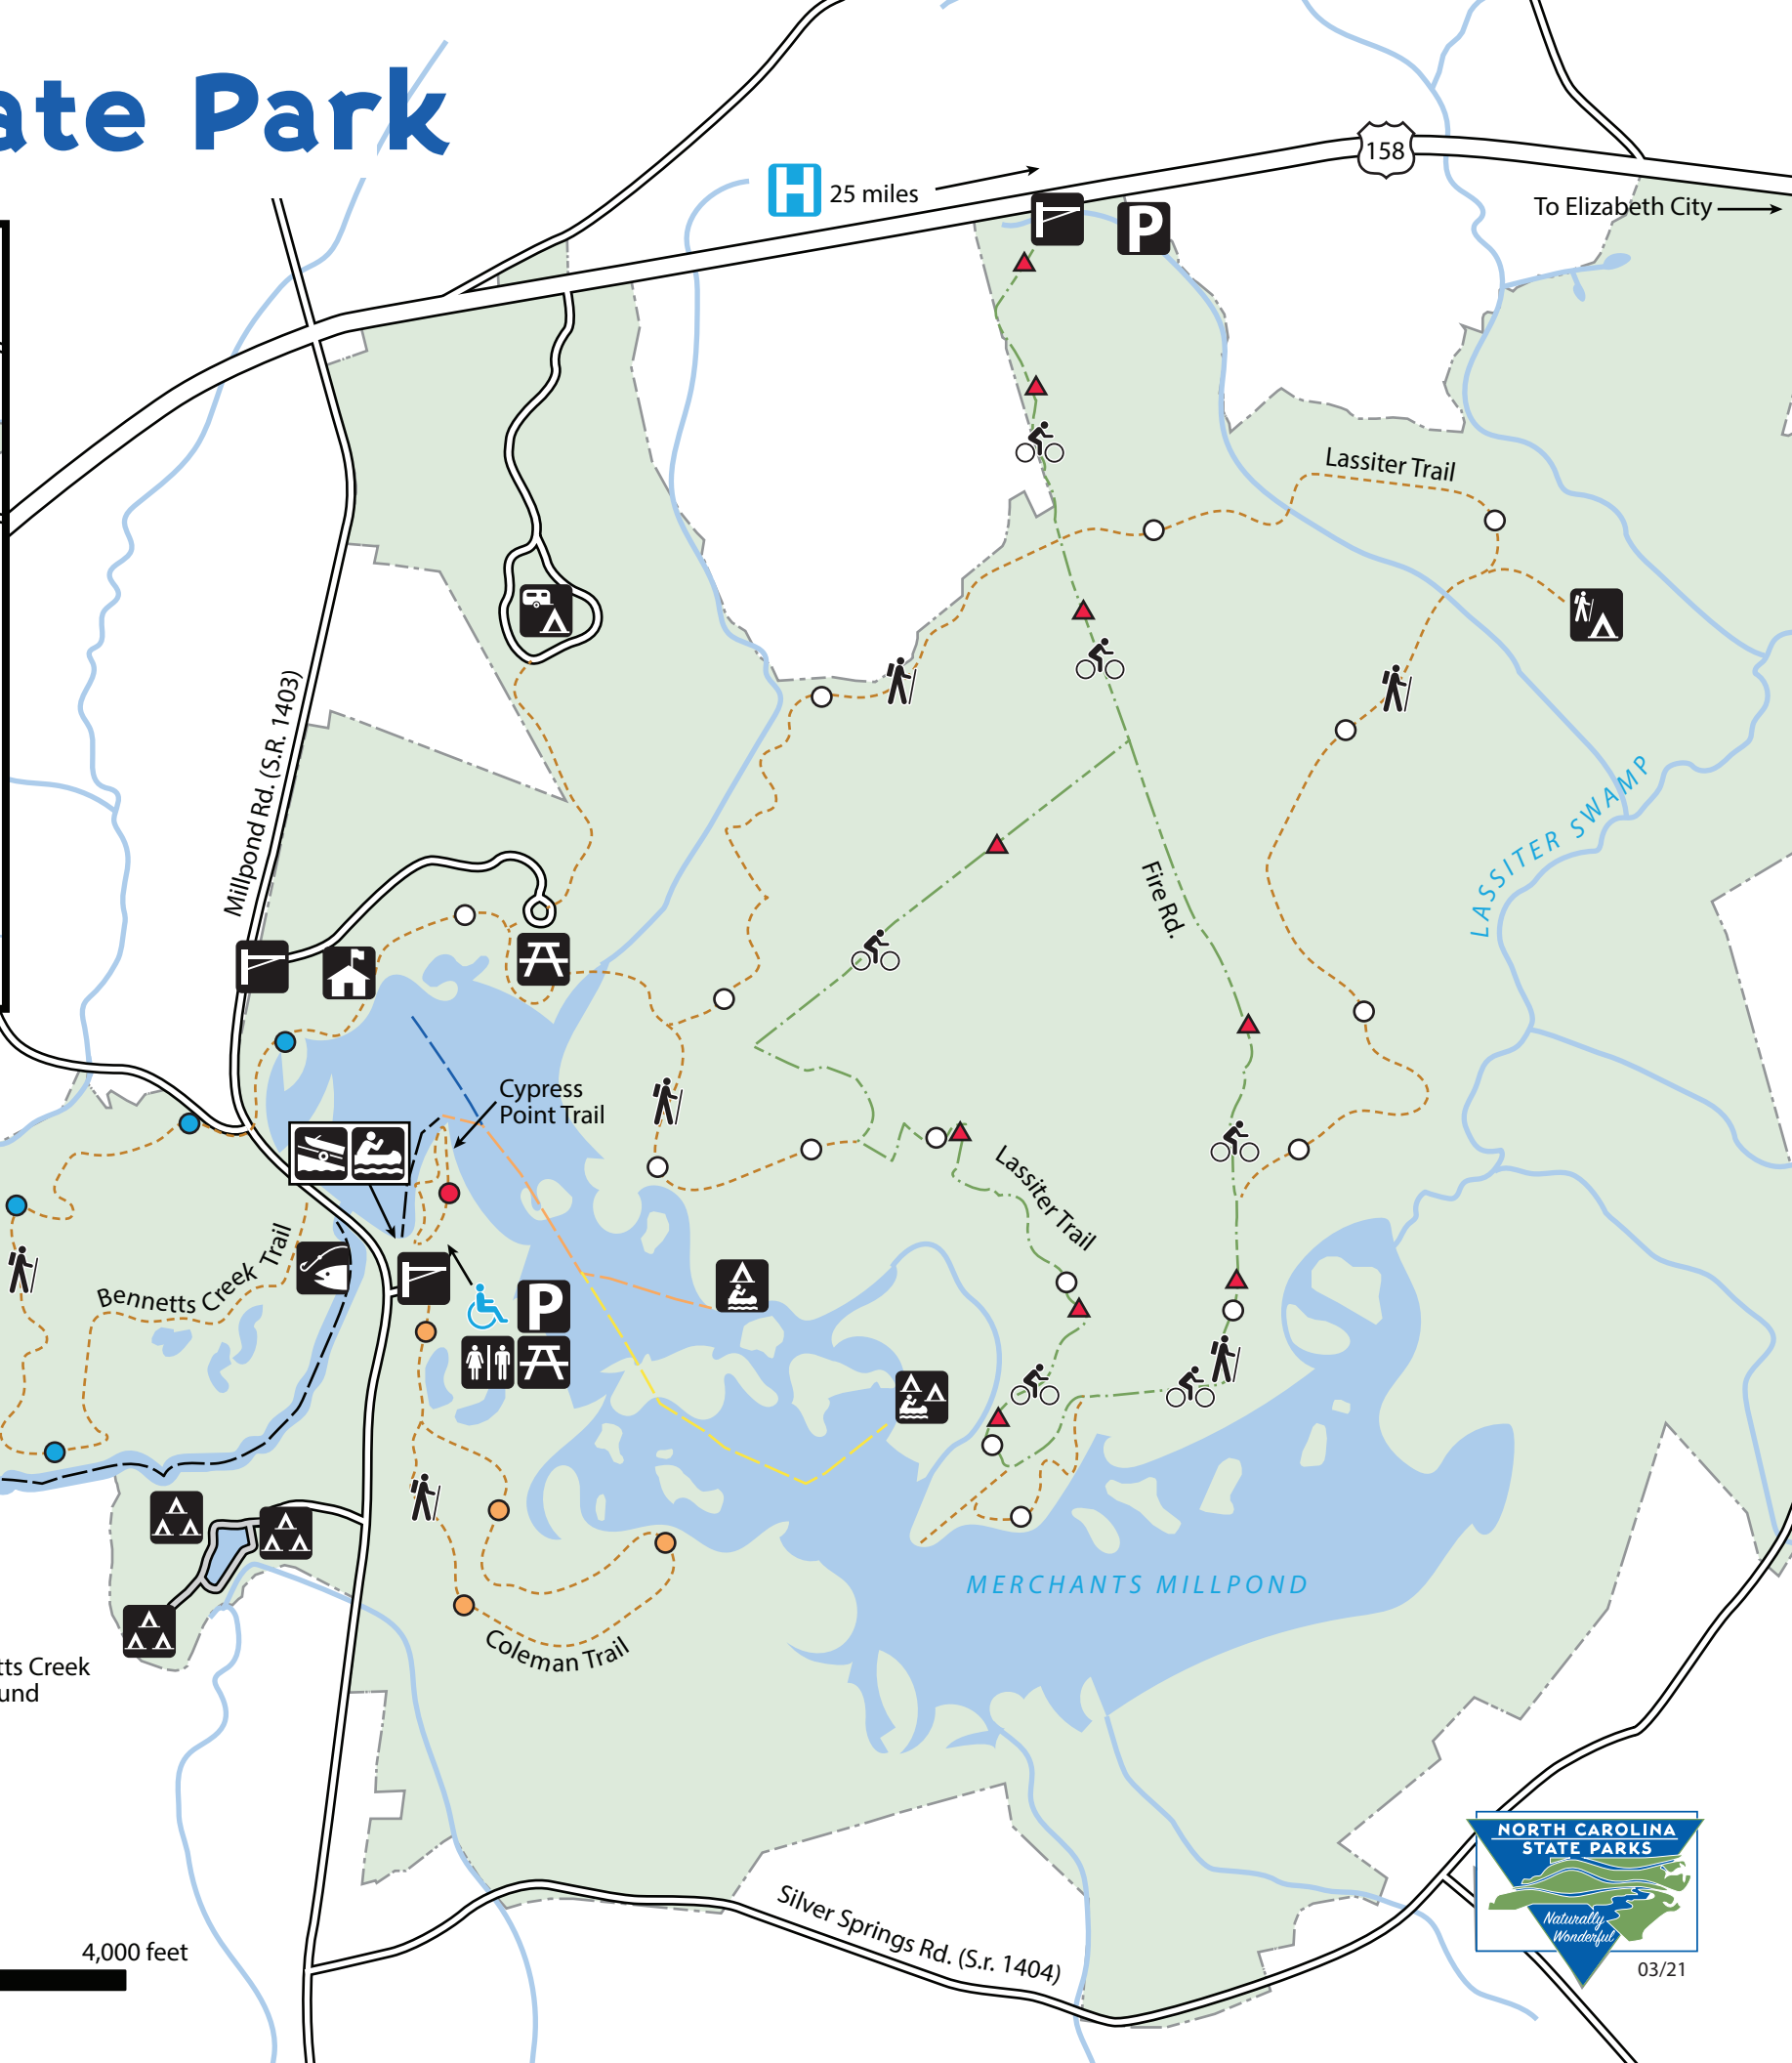 ate Park
H 25 miles
158
To Elizabeth City
P
Lassiter Trail
Millpond Rd. (S.R. 1403)
LASSITER SWAMP
Fire Rd.
Cypress
Point Trail
Lassiter Trail
Bennetts Creek Trail
P
MERCHANTS MILLPOND
Coleman Trail
tts Creek
und
Silver Springs Rd. (S.r. 1404)
4,000 feet
NORTH CAROLINA
STATE PARKS
Naturally
Wonderful
03/21